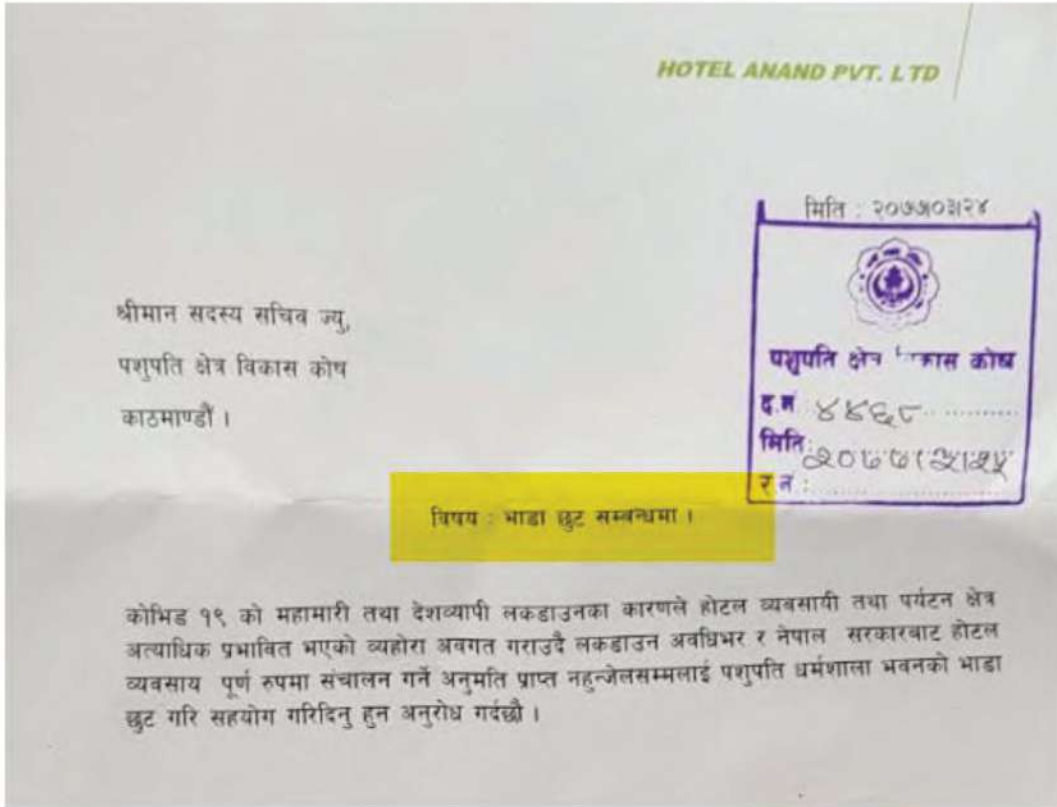 HOTEL ANAND PVT. LTD
मिति : २०७७।०३।२४
श्रीमान सदस्य सचिव ज्यु,
पशुपति क्षेत्र विकास कोष
काठमाण्डौं ।
पशुपति क्षेत्र कोष
द.नं ४४६८
मिति: २०७७।३।२५
र.नं :
विषय : भाडा छुट सम्बन्धमा ।
कोभिड १९ को महामारी तथा देशव्यापी लकडाउनका कारणले होटल व्यवसायी तथा पर्यटन क्षेत्र
अत्याधिक प्रभावित भएको व्यहोरा अवगत गराउदै लकडाउन अवधिभर र नेपाल सरकारबाट होटल
व्यवसाय पूर्ण रुपमा संचालन गर्ने अनुमति प्राप्त नहुन्जेलसम्मलाई पशुपति धर्मशाला भवनको भाडा
छुट गरि सहयोग गरिदिनु हुन अनुरोध गर्दछौ ।